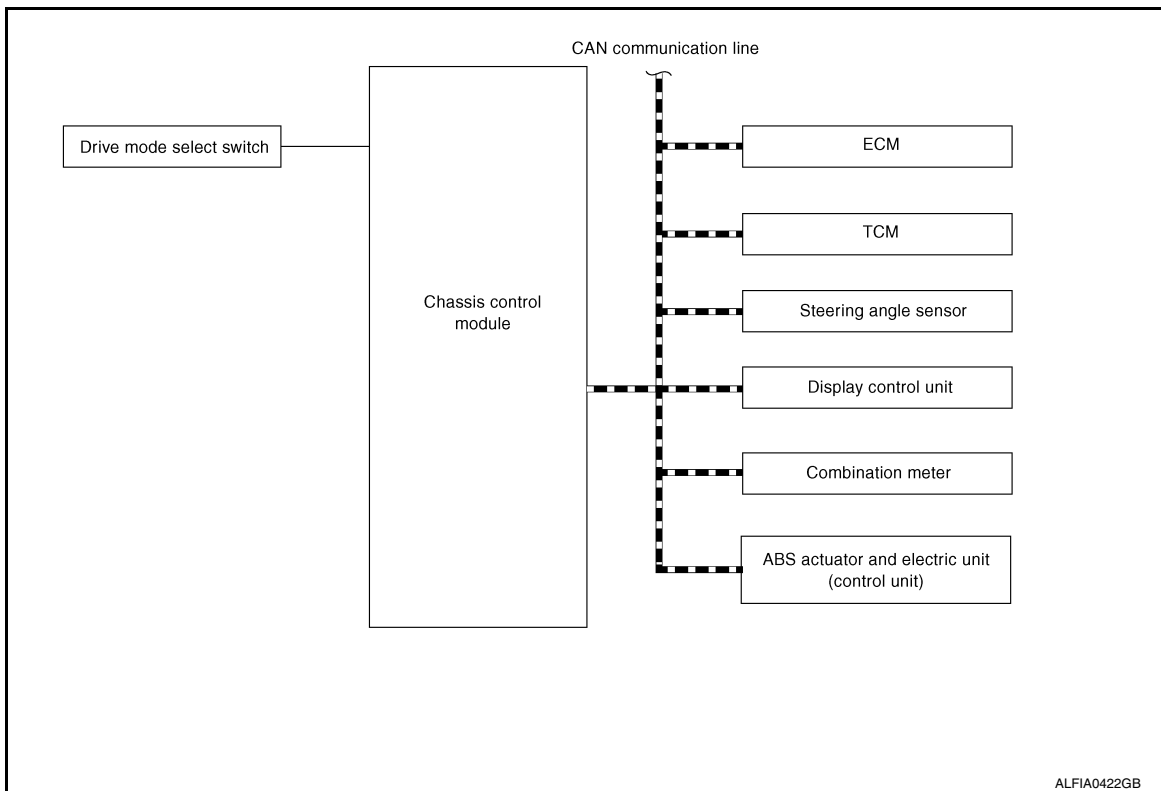 CAN communication line
Drive mode select switch
Chassis control
module
ECM
TCM
Steering angle sensor
Display control unit
Combination meter
ABS actuator and electric unit
(control unit)
ALFIA0422GB